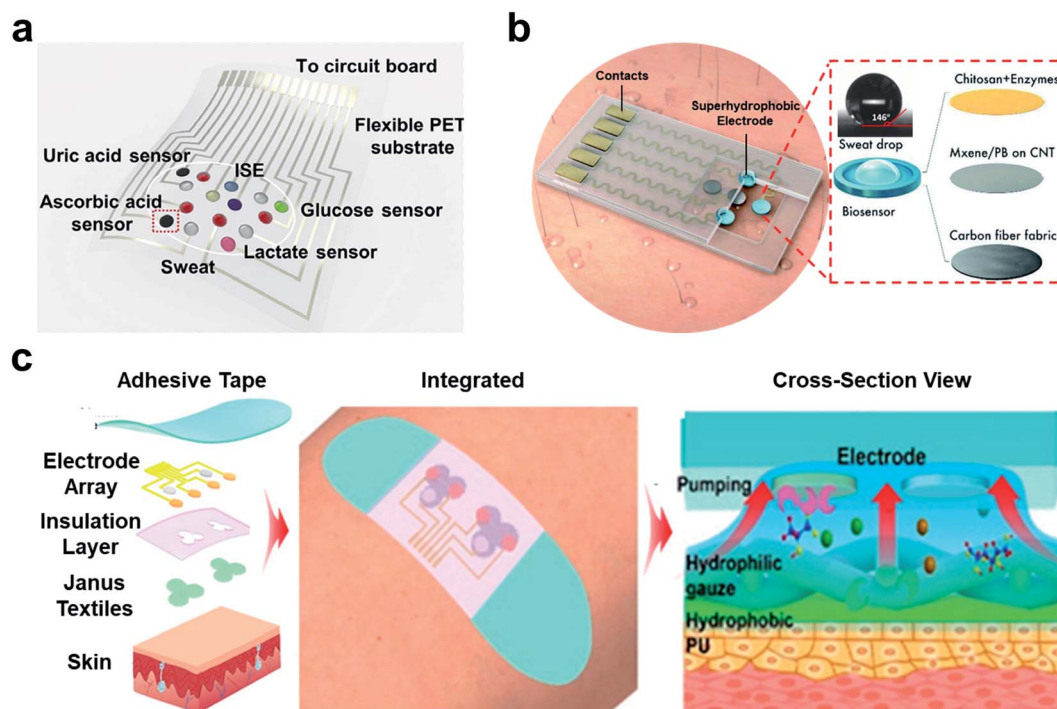 a
To circuit board
Flexible PET
substrate
Uric acid sensor
ISE
Ascorbic acid
sensor
Glucose sensor
Lactate sensor
Sweat
b
Contacts
Superhydrophobic
Electrode
146°
Sweat drop
Biosensor
Chitosan+Enzymes
Mxene/PB on CNT
Carbon fiber fabric
c
Adhesive Tape
Integrated
Cross-Section View
Electrode
Array
Insulation
Layer
Janus
Textiles
Skin
Electrode
Pumping
Hydrophilic
gauze
Hydrophobic
PU